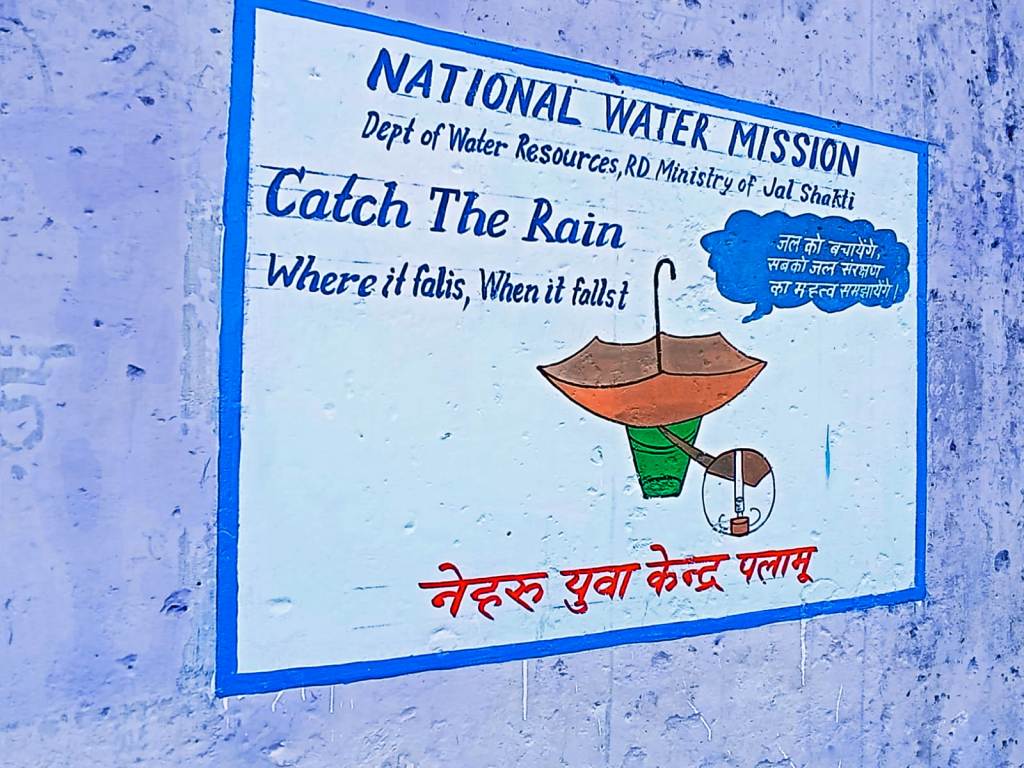 NATIONAL WATER MISSION
Dept of Water Resources, RD Ministry of Jal Shakti
Catch The Rain
Where it falis, When it fallst
जल को बचायेंगे,
सबको जल संरक्षण
का महत्व समझायेंगे!
नेहरु युवा केन्द्र पलामू